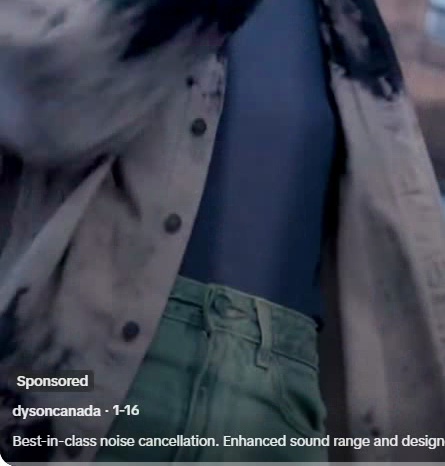 Sponsored
dysoncanada · 1-16
Best-in-class noise cancellation. Enhanced sound range and design